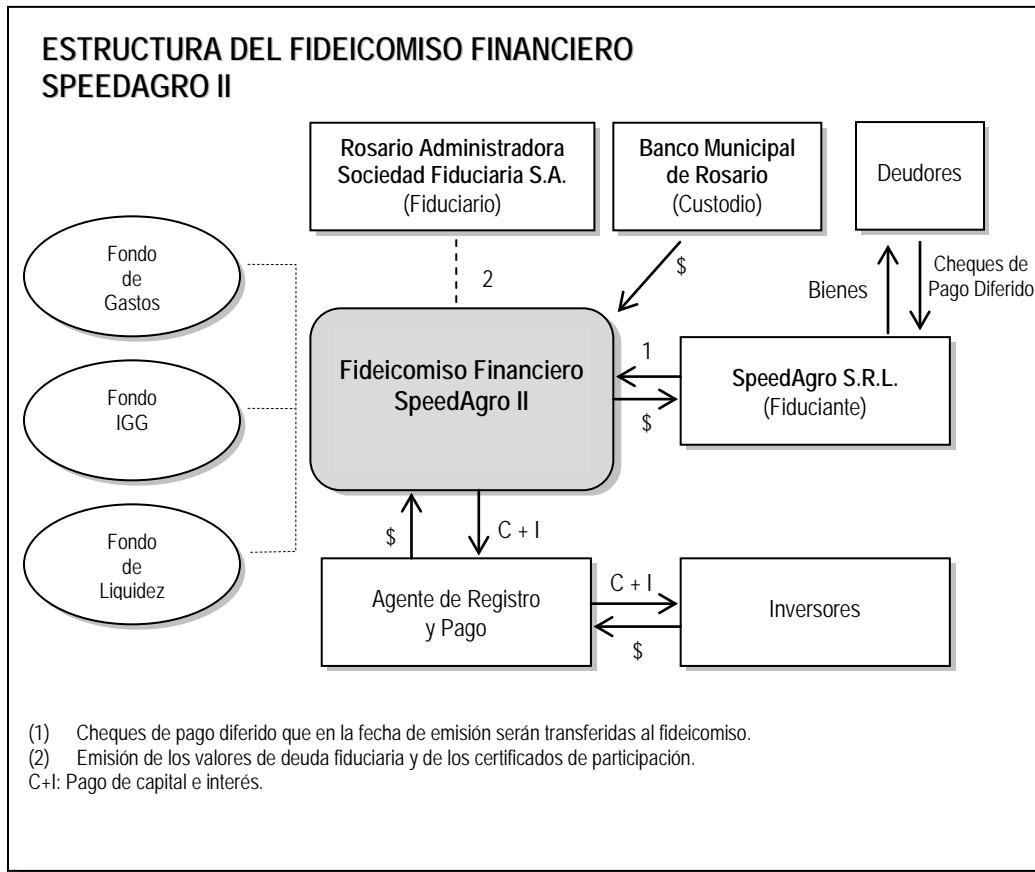 ESTRUCTURA DEL FIDEICOMISO FINANCIERO
SPEEDAGRO II
Rosario Administradora
Sociedad Fiduciaria S.A.
(Fiduciario)
Banco Municipal
de Rosario
(Custodio)
Deudores
Fondo
de
Gastos
2
$
Bienes
Cheques de
Pago Diferido
Fideicomiso Financiero
SpeedAgro II
1
$
SpeedAgro S.R.L.
(Fiduciante)
Fondo
IGG
Fondo
de
Liquidez
$
C + I
Agente de Registro
y Pago
C + I
$
Inversores
(1) Cheques de pago diferido que en la fecha de emisión serán transferidas al fideicomiso.
(2) Emisión de los valores de deuda fiduciaria y de los certificados de participación.
C+I: Pago de capital e interés.